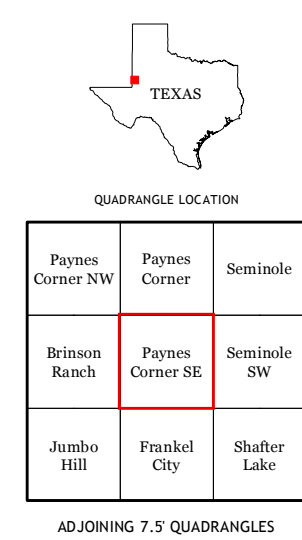 TEXAS
QUADRANGLE LOCATION
Paynes Corner NW
Paynes Corner
Seminole
Brinson Ranch
Paynes Corner SE
Seminole SW
Jumbo Hill
Frankel City
Shafter Lake
ADJOINING 7.5' QUADRANGLES